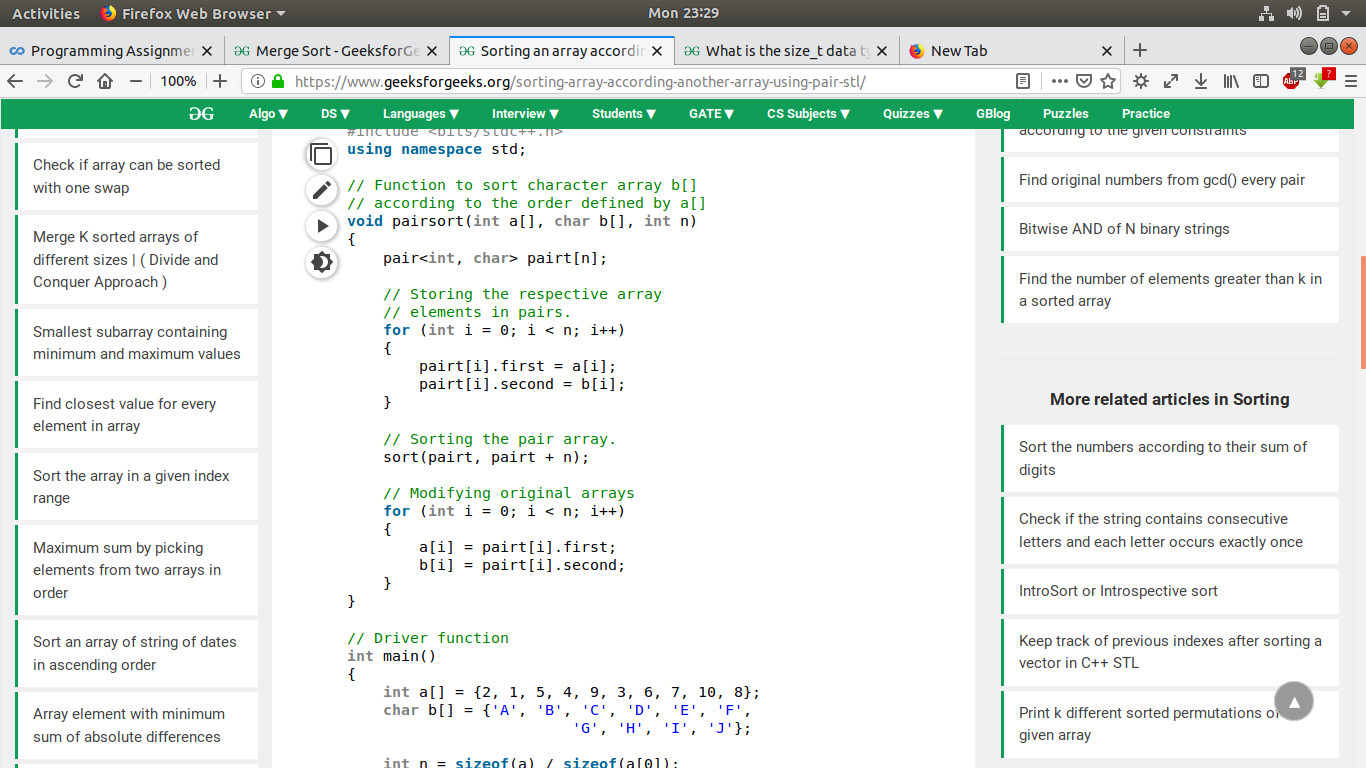 Activities
Firefox Web Browser
Mon 23:29
Programming Assignme
Merge Sort - GeeksforGe
Sorting an array accordin
What is the size_t data ty
New Tab
100%
https://www.geeksforgeeks.org/sorting-array-according-another-array-using-pair-stl/
ABP
12
?
Algo ▼
DS ▼
Languages ▼
Interview ▼
Students ▼
GATE ▼
CS Subjects ▼
Quizzes ▼
GBlog
Puzzles
Practice
Check if array can be sorted
with one swap
Merge K sorted arrays of
different sizes | ( Divide and
Conquer Approach )
Smallest subarray containing
minimum and maximum values
Find closest value for every
element in array
Sort the array in a given index
range
Maximum sum by picking
elements from two arrays in
order
Sort an array of string of dates
in ascending order
Array element with minimum
sum of absolute differences
#include <bits/stdc++.h>
using namespace std;
// Function to sort character array b[]
// according to the order defined by a[]
void pairsort(int a[], char b[], int n)
{
pair<int, char> pairt[n];
// Storing the respective array
// elements in pairs.
for (int i = 0; i < n; i++)
{
pairt[i].first = a[i];
pairt[i].second = b[i];
}
// Sorting the pair array.
sort(pairt, pairt + n);
// Modifying original arrays
for (int i = 0; i < n; i++)
{
a[i] = pairt[i].first;
b[i] = pairt[i].second;
}
}
// Driver function
int main()
{
int a[] = {2, 1, 5, 4, 9, 3, 6, 7, 10, 8};
char b[] = {'A', 'B', 'C', 'D', 'E', 'F',
'G', 'H', 'I', 'J'};
int n = sizeof(a) / sizeof(a[0]);
according to the given constraints
Find original numbers from gcd() every pair
Bitwise AND of N binary strings
Find the number of elements greater than k in
a sorted array
More related articles in Sorting
Sort the numbers according to their sum of
digits
Check if the string contains consecutive
letters and each letter occurs exactly once
IntroSort or Introspective sort
Keep track of previous indexes after sorting a
vector in C++ STL
Print k different sorted permutations of
given array